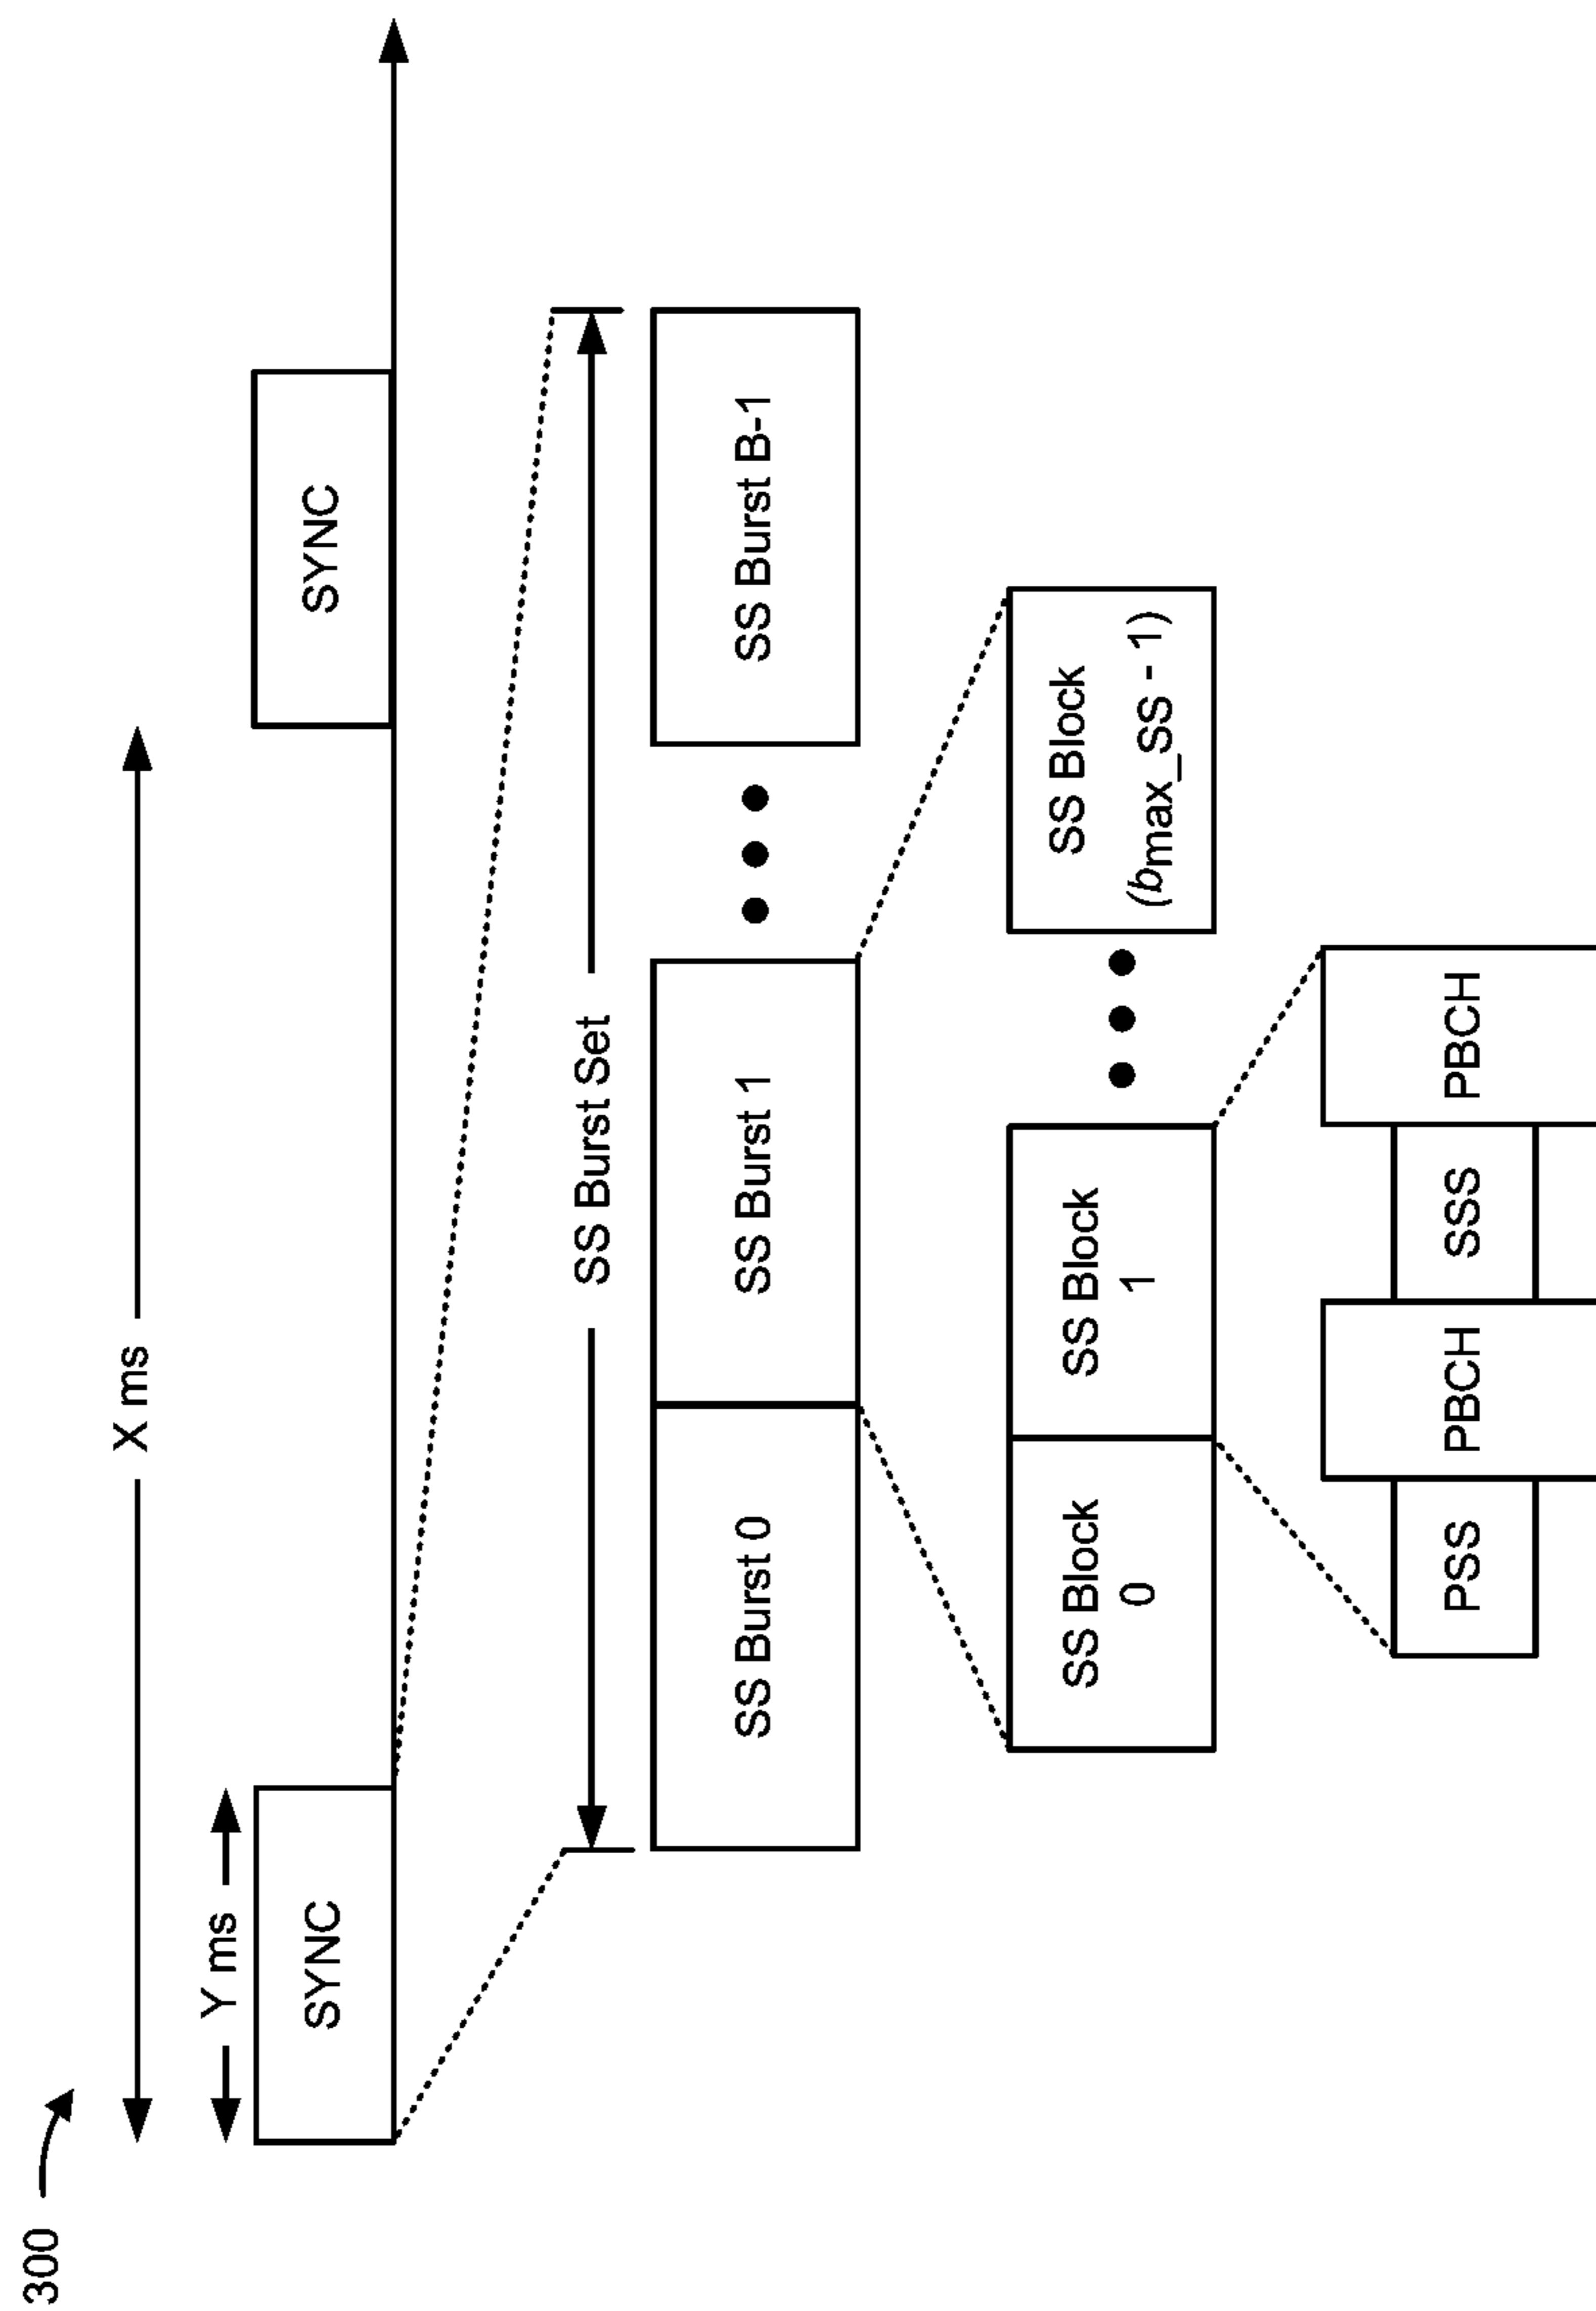 300
X ms
Y ms
SYNC
SYNC
SS Burst Set
SS Burst 0
SS Burst 1
SS Burst B-1
SS Block
0
SS Block
1
SS Block
(bmax_SS - 1)
PSS
PBCH
SSS
PBCH